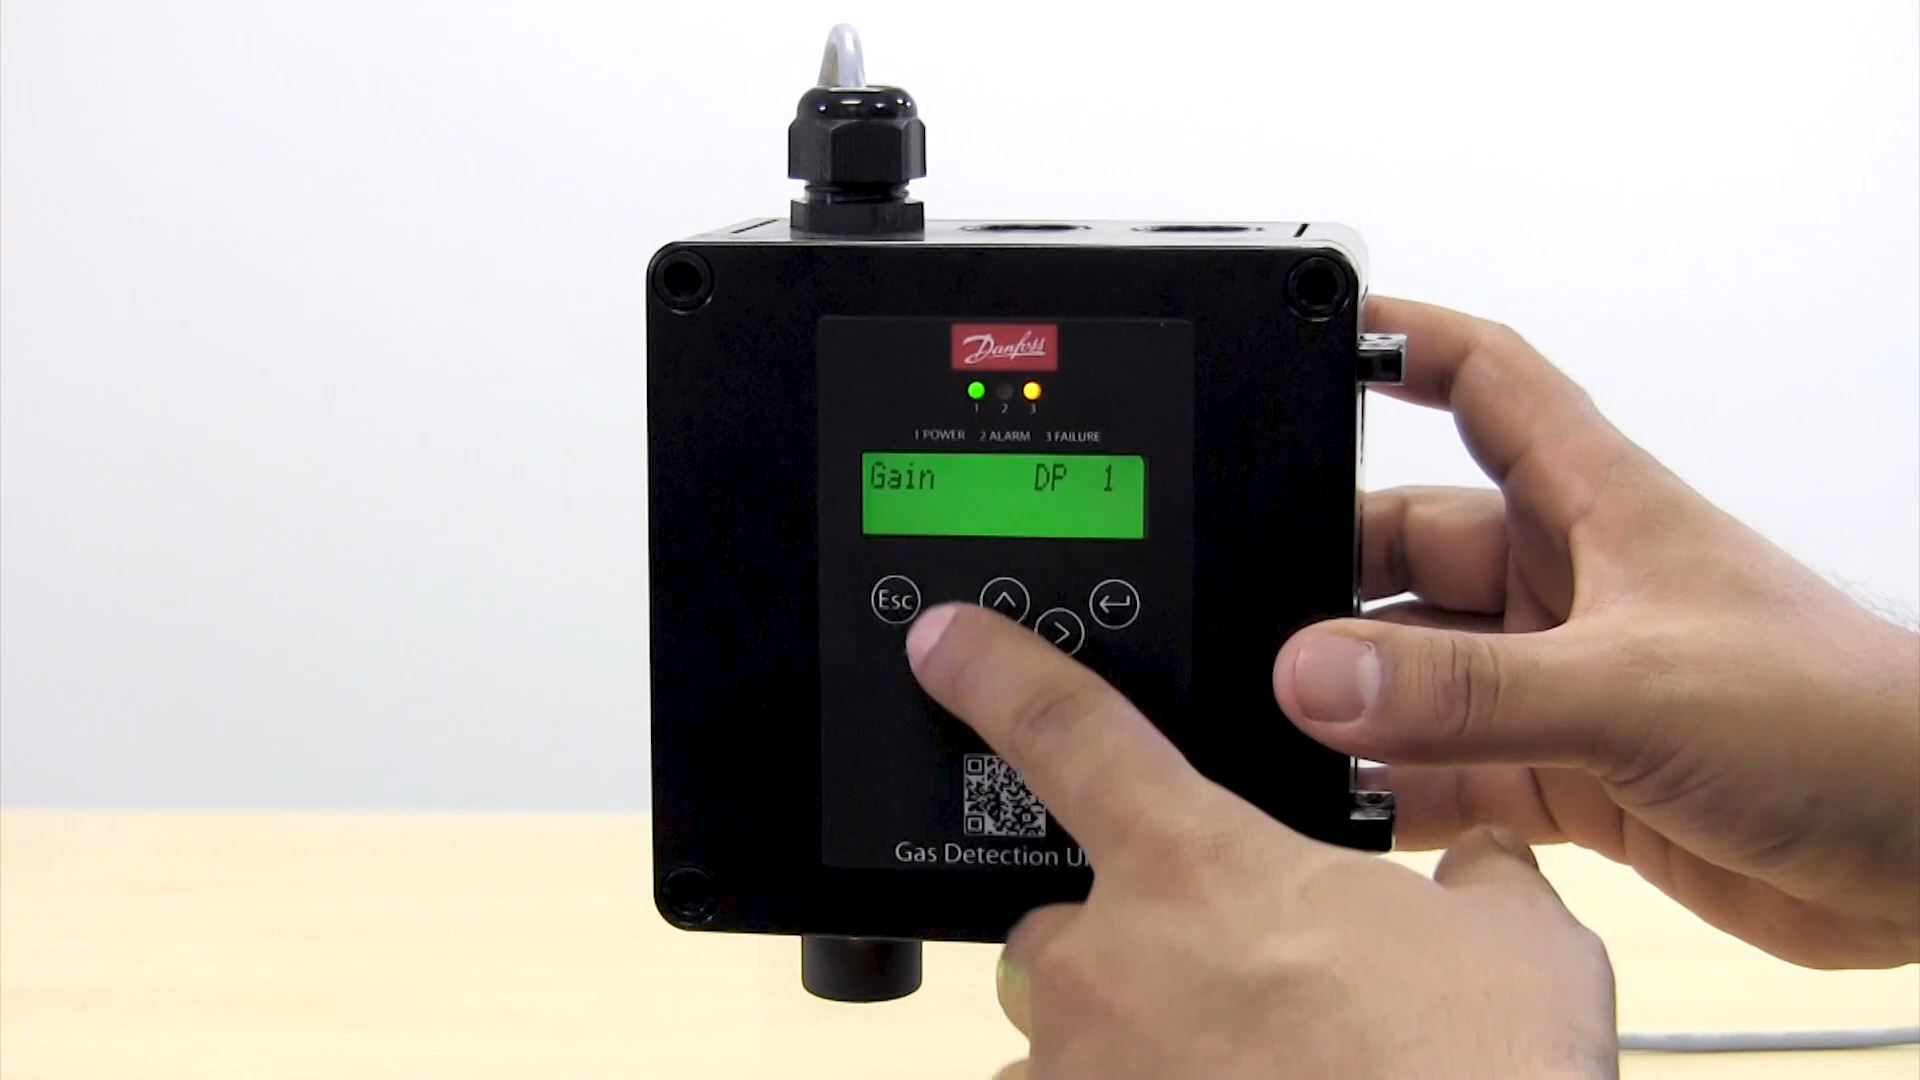 Danfoss
1 2 3
1 POWER 2 ALARM 3 FAILURE
Gain DP 1
Esc
Gas Detection